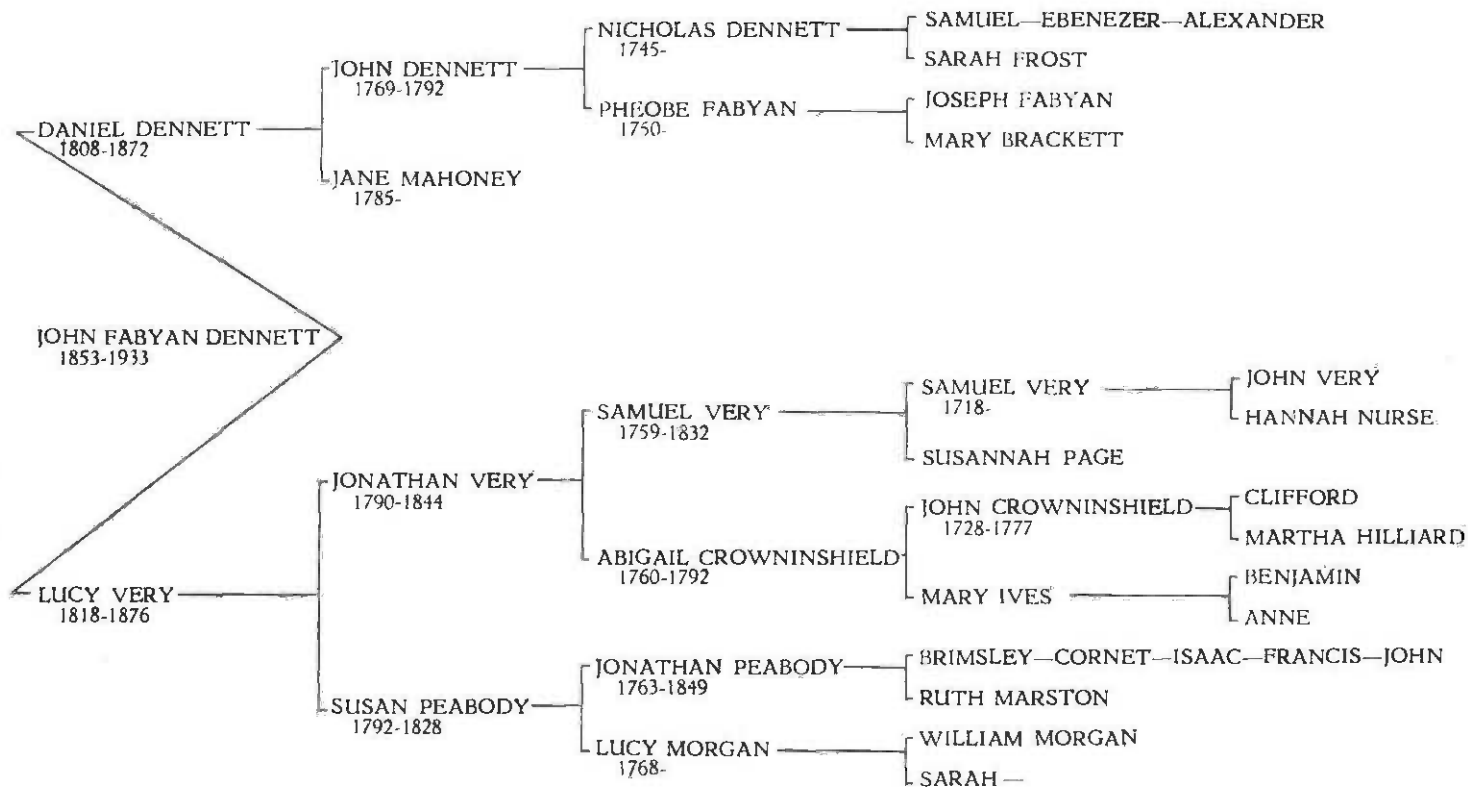 SAMUEL—EBENEZER—ALEXANDER
NICHOLAS DENNETT
1745-
SARAH FROST
JOHN DENNETT
1769-1792
JOSEPH FABYAN
PHEOBE FABYAN
1750-
MARY BRACKETT
DANIEL DENNETT
1808-1872
JANE MAHONEY
1785-
JOHN FABYAN DENNETT
1853-1933
JOHN VERY
SAMUEL VERY
1718-
HANNAH NURSE
SAMUEL VERY
1759-1832
SUSANNAH PAGE
JONATHAN VERY
1790-1844
CLIFFORD
JOHN CROWNINSHIELD
1728-1777
MARTHA HILLIARD
ABIGAIL CROWNINSHIELD
1760-1792
BENJAMIN
MARY IVES
ANNE
LUCY VERY
1818-1876
BRIMSLEY—CORNET—ISAAC—FRANCIS—JOHN
JONATHAN PEABODY
1763-1849
RUTH MARSTON
SUSAN PEABODY
1792-1828
WILLIAM MORGAN
LUCY MORGAN
1768-
SARAH —